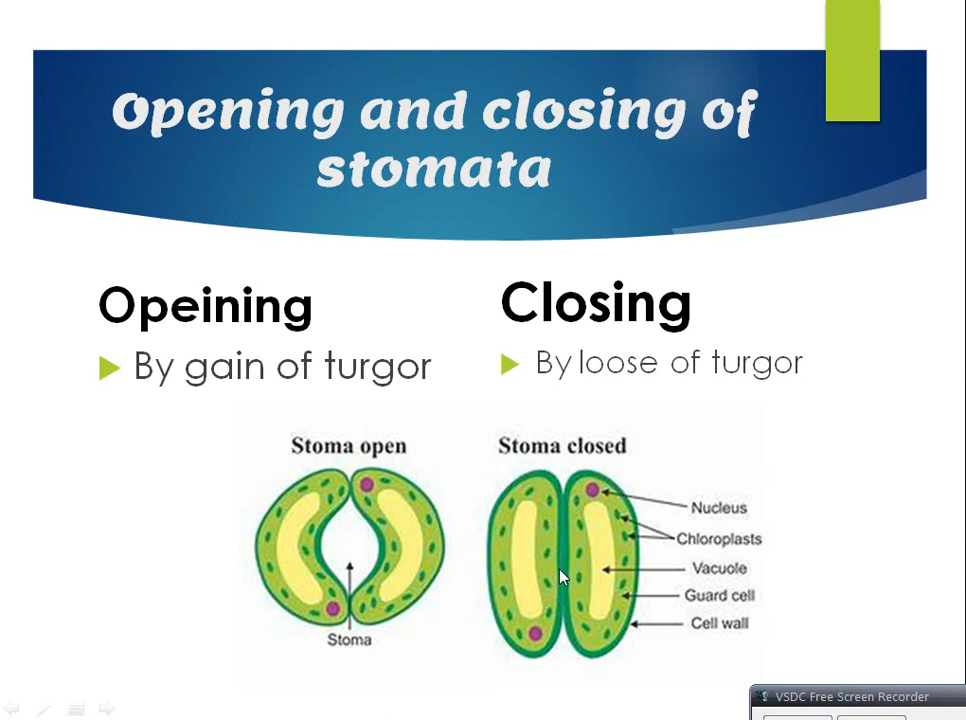 Opening and closing of
stomata
Opeining
By gain of turgor
Closing
By loose of turgor
Stoma open
Stoma
Stoma closed
Nucleus
Chloroplasts
Vacuole
Guard cell
Cell wall
VSDC Free Screen Recorder